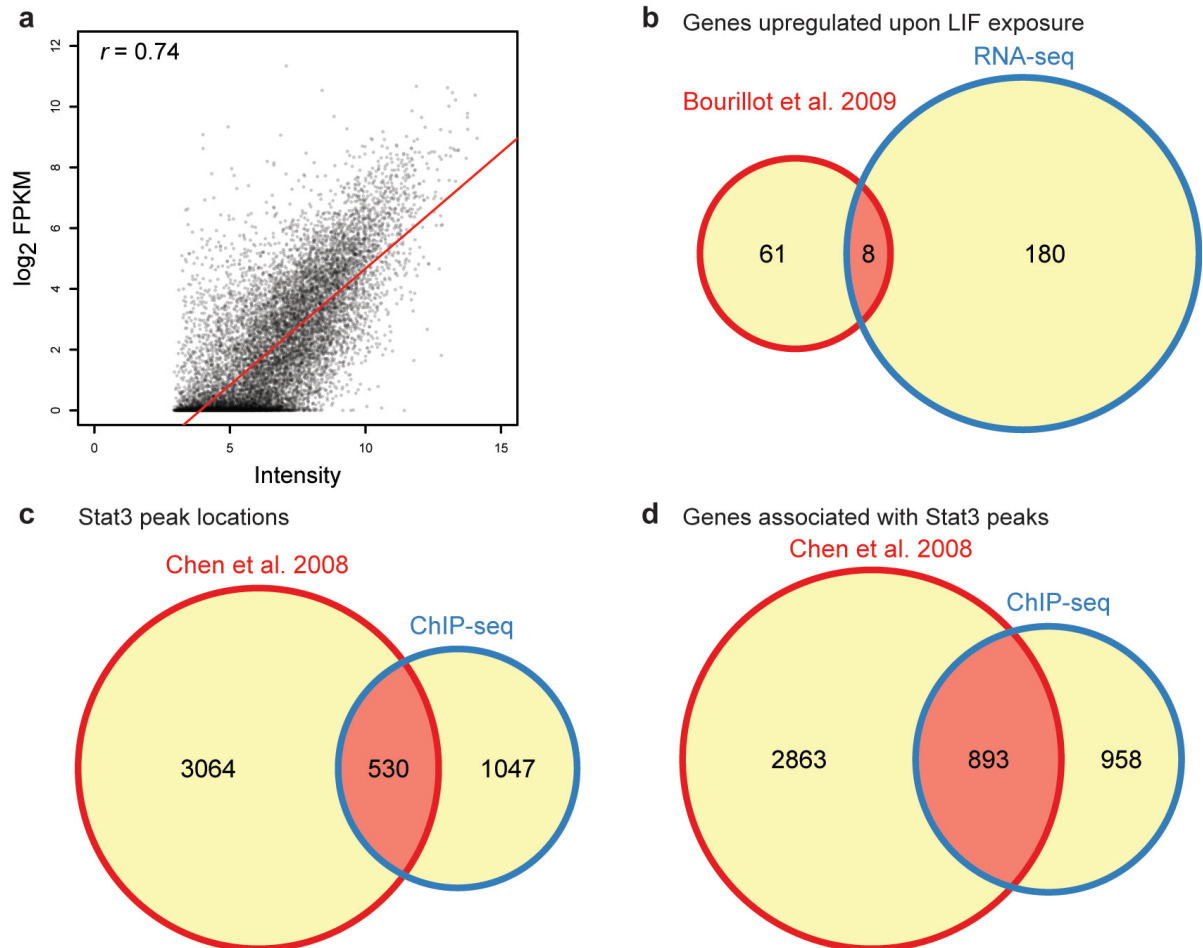 a
r = 0.74
12
10
8
6
4
2
0
log2 FPKM
0 5 10 15
Intensity
b Genes upregulated upon LIF exposure
RNA-seq
Bourillot et al. 2009
61 8 180
c Stat3 peak locations
Chen et al. 2008
ChIP-seq
3064 530 1047
d Genes associated with Stat3 peaks
Chen et al. 2008
ChIP-seq
2863 893 958